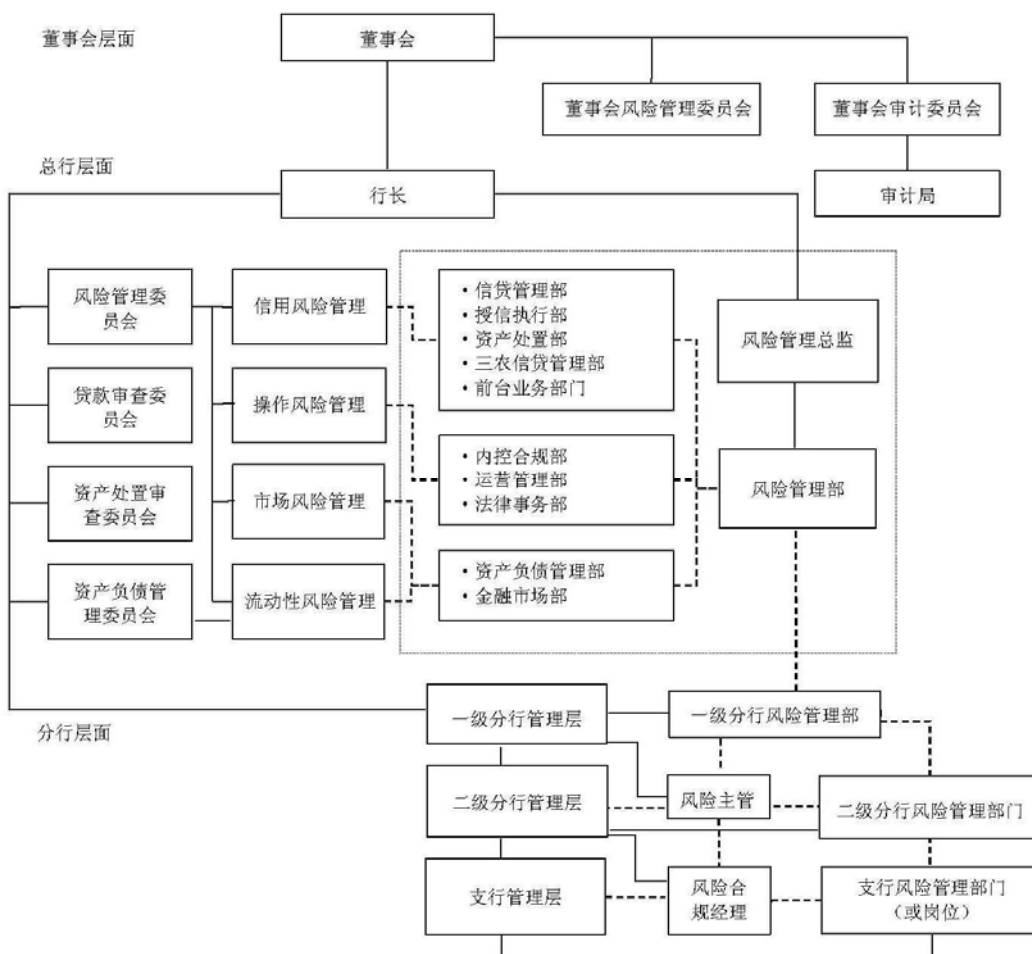 董事会层面
董事会
董事会风险管理委员会
董事会审计委员会
总行层面
行长
审计局
风险管理委
员会
信用风险管理
• 信贷管理部
• 授信执行部
• 资产处置部
• 三农信贷管理部
• 前台业务部门
风险管理总监
贷款审查委
员会
操作风险管理
• 内控合规部
• 运营管理部
• 法律事务部
风险管理部
资产处置审
查委员会
市场风险管理
• 资产负债管理部
• 金融市场部
资产负债管
理委员会
流动性风险管理
分行层面
一级分行管理层
一级分行风险管理部
二级分行管理层
风险主管
二级分行风险管理部门
支行管理层
风险合
规经理
支行风险管理部门
（或岗位）